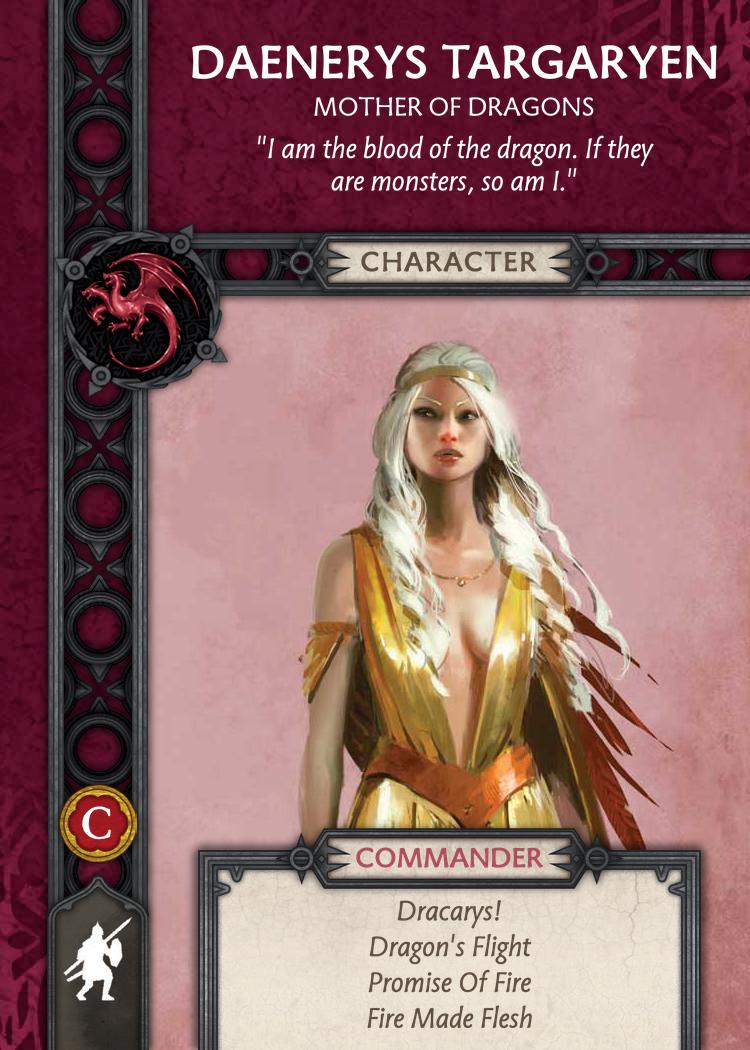 DAENERYS TARGARYEN
MOTHER OF DRAGONS
"I am the blood of the dragon. If they
are monsters, so am I."
CHARACTER
C
COMMANDER
Dracarys!
Dragon's Flight
Promise Of Fire
Fire Made Flesh